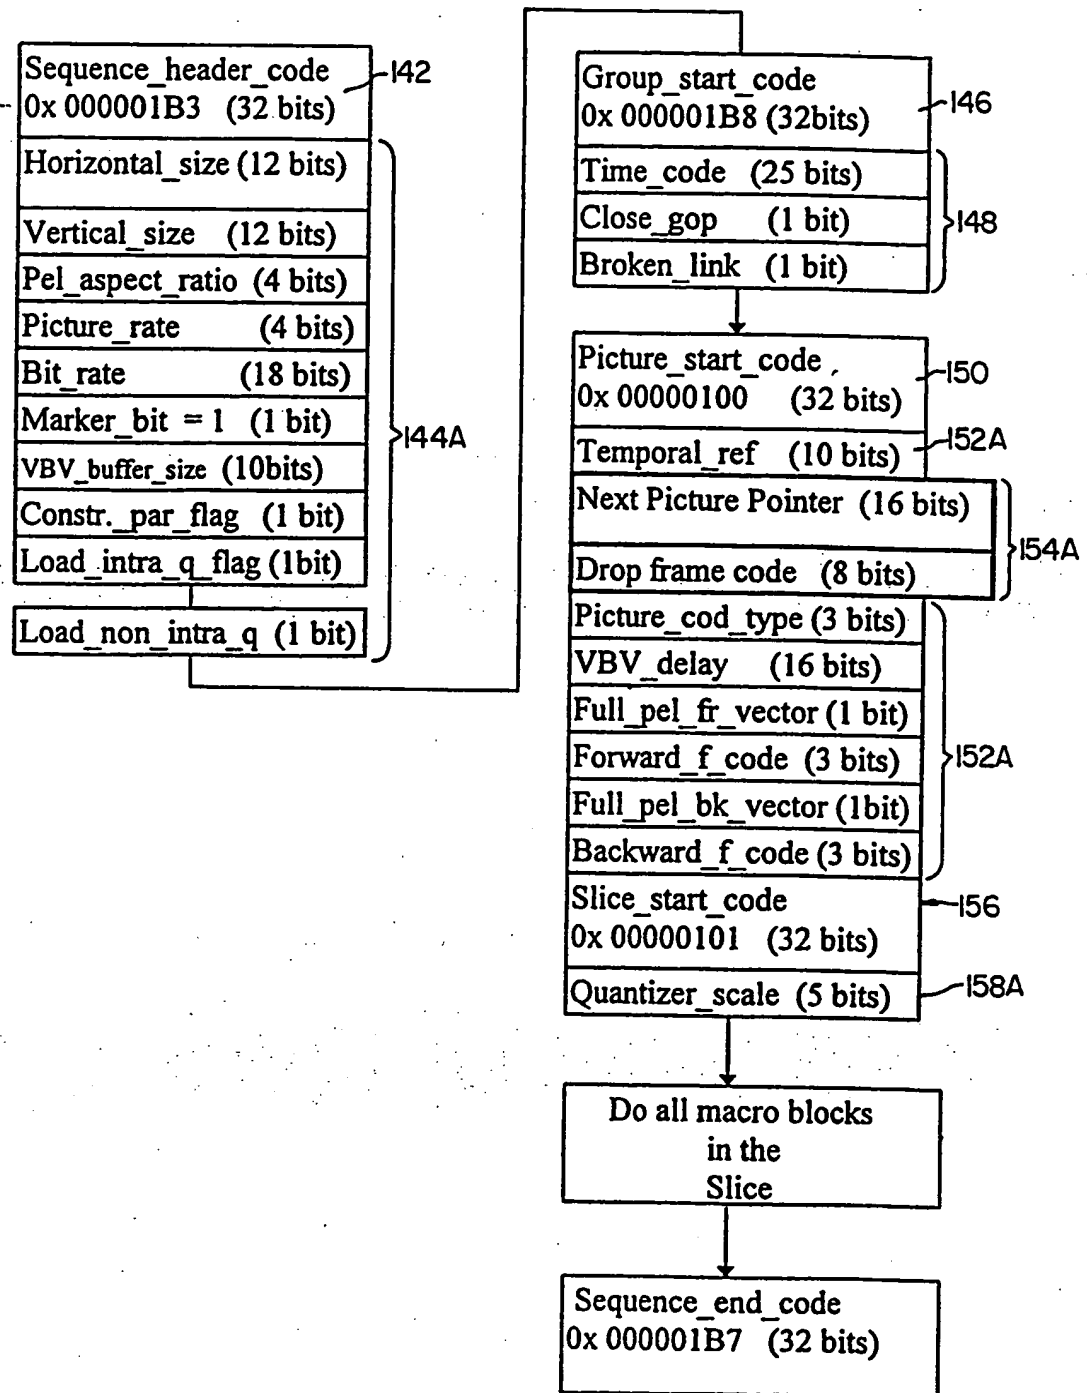 Sequence_header_code
0x 000001B3 (32 bits)
142
Horizontal_size (12 bits)
Vertical_size (12 bits)
Pel_aspect_ratio (4 bits)
Picture_rate (4 bits)
Bit_rate (18 bits)
Marker_bit = 1 (1 bit)
VBV_buffer_size (10bits)
Constr._par_flag (1 bit)
Load_intra_q_flag (1bit)
Load_non_intra_q (1 bit)
144A
Group_start_code
0x 000001B8 (32bits)
146
Time_code (25 bits)
Close_gop (1 bit)
Broken_link (1 bit)
148
Picture_start_code
0x 00000100 (32 bits)
150
Temporal_ref (10 bits)
152A
Next Picture Pointer (16 bits)
Drop frame code (8 bits)
154A
Picture_cod_type (3 bits)
VBV_delay (16 bits)
Full_pel_fr_vector (1 bit)
Forward_f_code (3 bits)
Full_pel_bk_vector (1bit)
Backward_f_code (3 bits)
152A
Slice_start_code
0x 00000101 (32 bits)
156
Quantizer_scale (5 bits)
158A
Do all macro blocks
in the
Slice
Sequence_end_code
0x 000001B7 (32 bits)